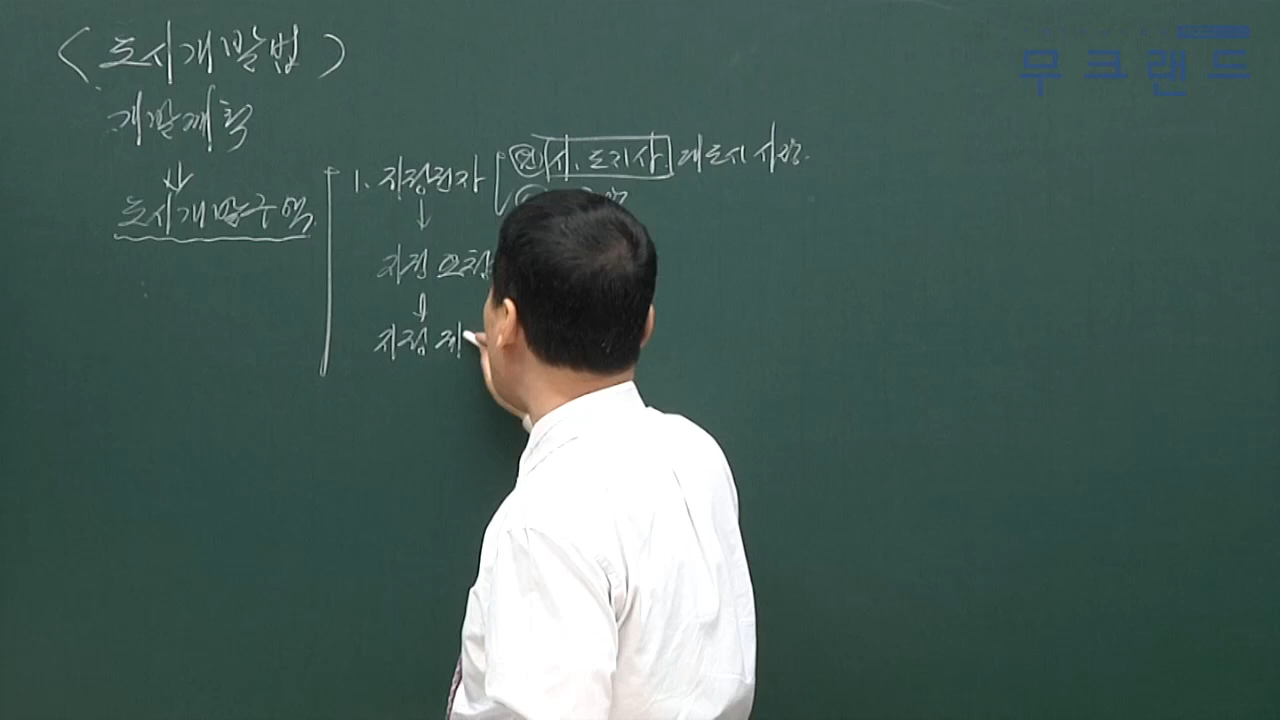 <도시개발법>
개발계획
도시개발구역
1. 지정권자
(원) 시.도지사. 대도시 시장.
지정 요청
지정 제
무크랜드